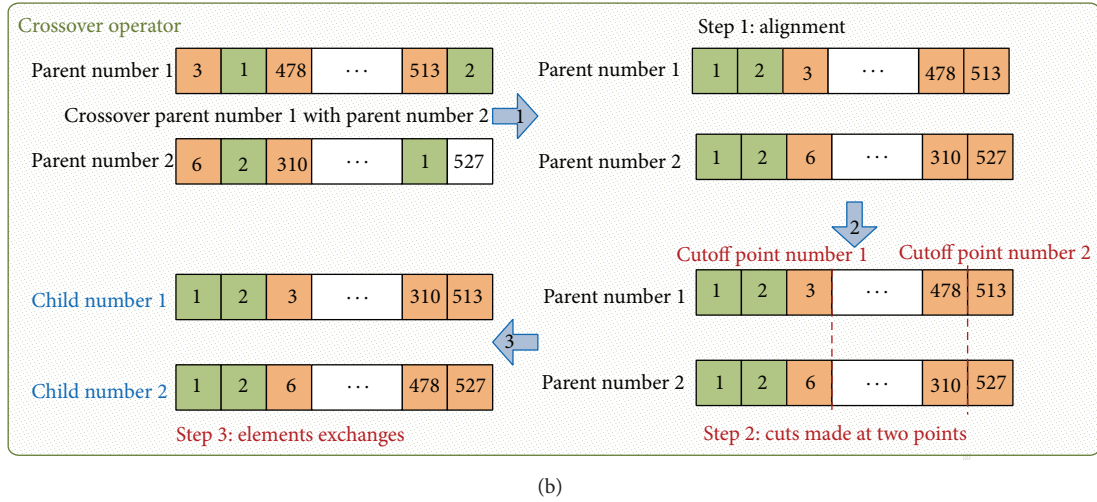 Crossover operator
Parent number 1 3 1 478 ... 513 2
Crossover parent number 1 with parent number 2 1
Parent number 2 6 2 310 ... 1 527
Step 1: alignment
Parent number 1 1 2 3 ... 478 513
Parent number 2 1 2 6 ... 310 527
2
Cutoff point number 1 Cutoff point number 2
Parent number 1 1 2 3 ... 478 513
Parent number 2 1 2 6 ... 310 527
Step 2: cuts made at two points
3
Child number 1 1 2 3 ... 310 513
Child number 2 1 2 6 ... 478 527
Step 3: elements exchanges
(b)